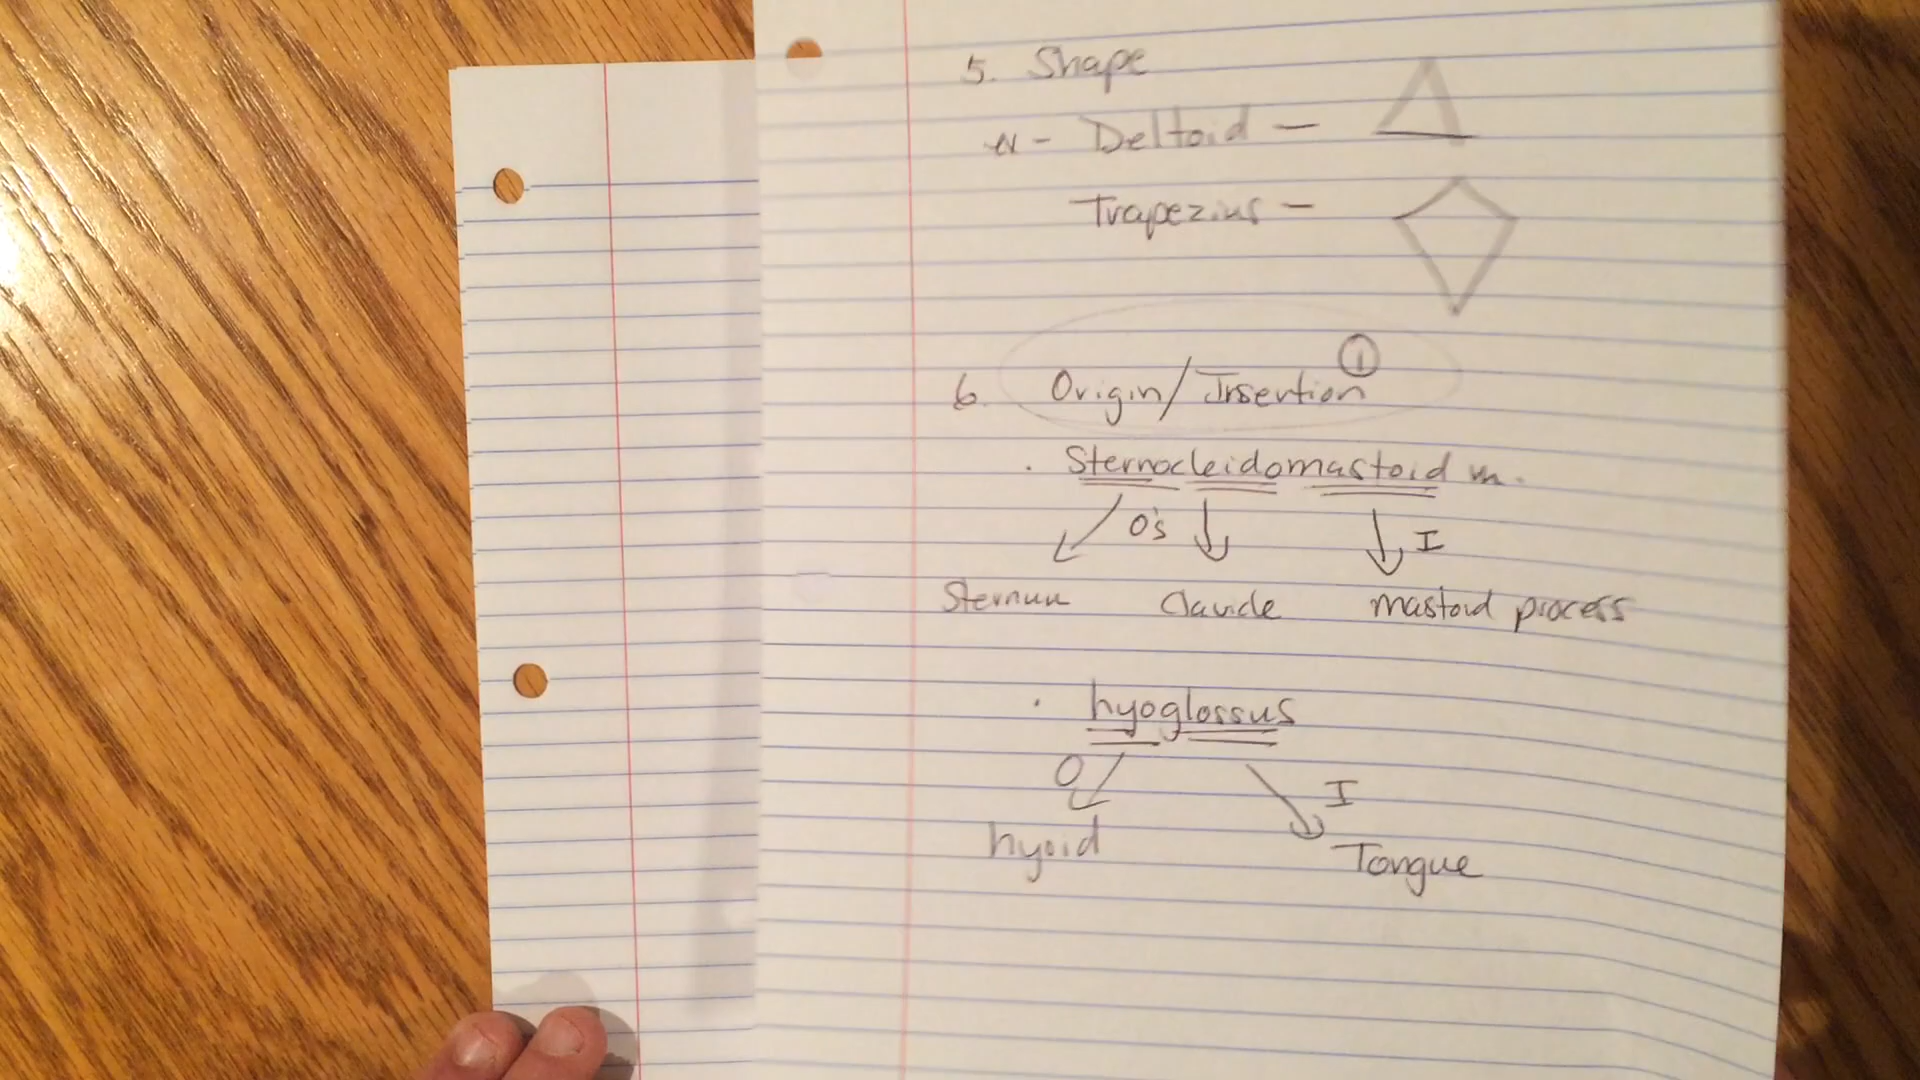 5. Shape
- Deltoid -
Trapezius -
①
6. Origin/Insertion
. Sternocleidomastoid m.
O's
I
Sternum Clavicle mastoid process
. hyoglossus
O
I
hyoid
Tongue